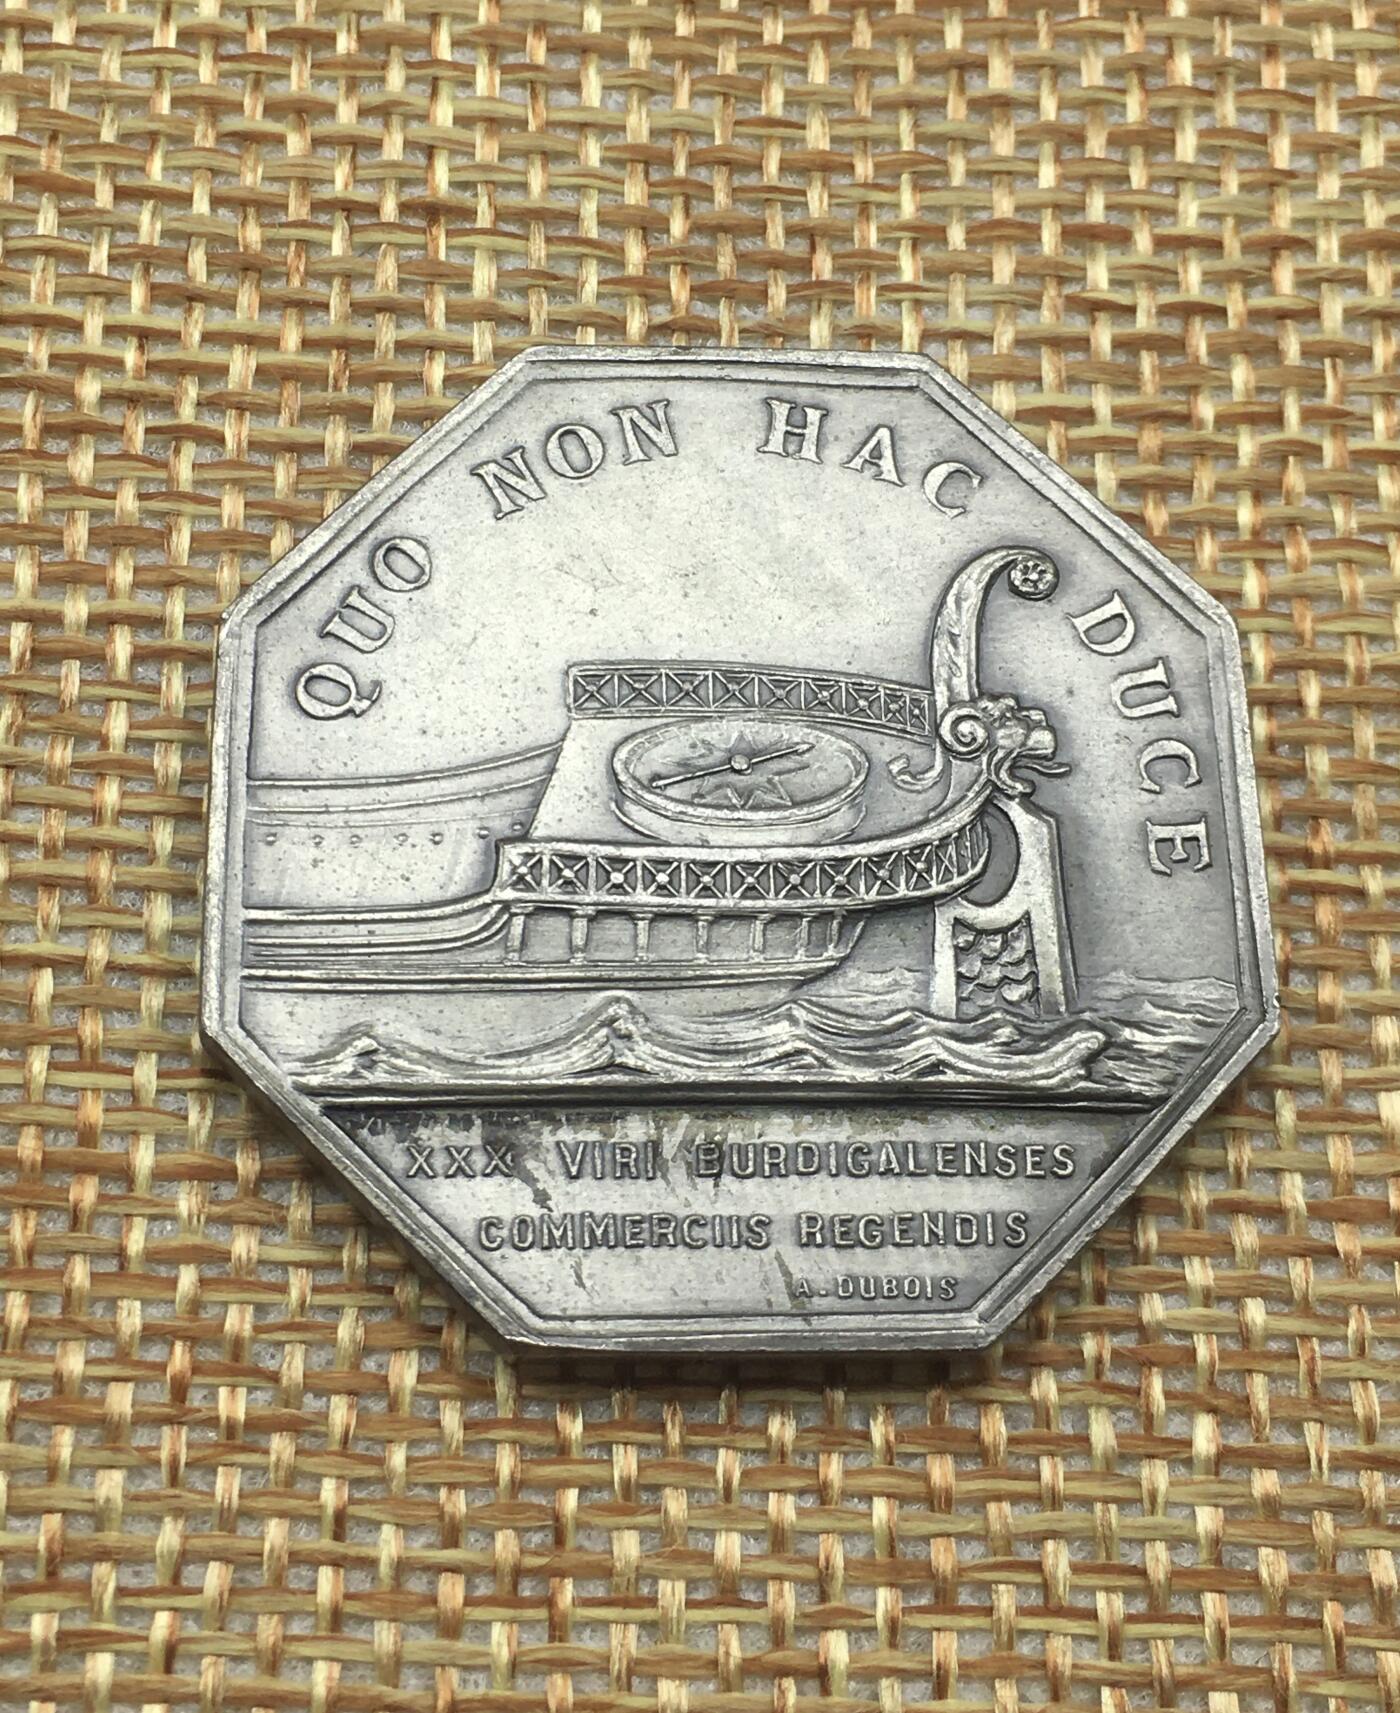 QUO NON HAC DUCE
XXX VIRI BURDIGALENSES
COMMERCIIS REGENDIS
A. DUBOIS